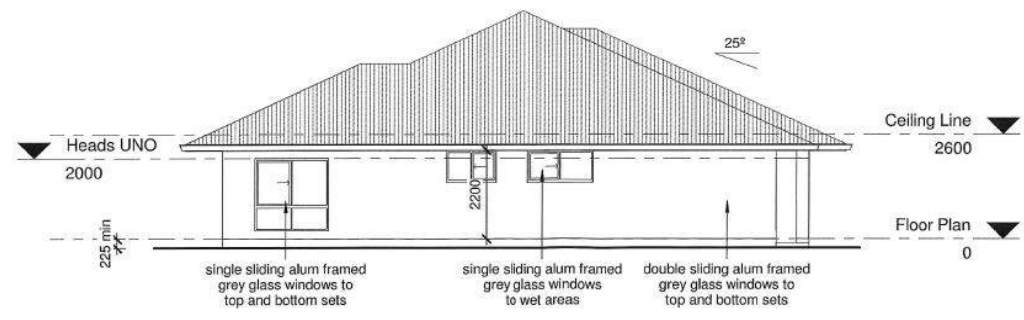 25º
Ceiling Line
2600
Heads UNO
2000
2200
225 min
Floor Plan
0
single sliding alum framed
grey glass windows to
top and bottom sets
single sliding alum framed
grey glass windows
to wet areas
double sliding alum framed
grey glass windows to
top and bottom sets